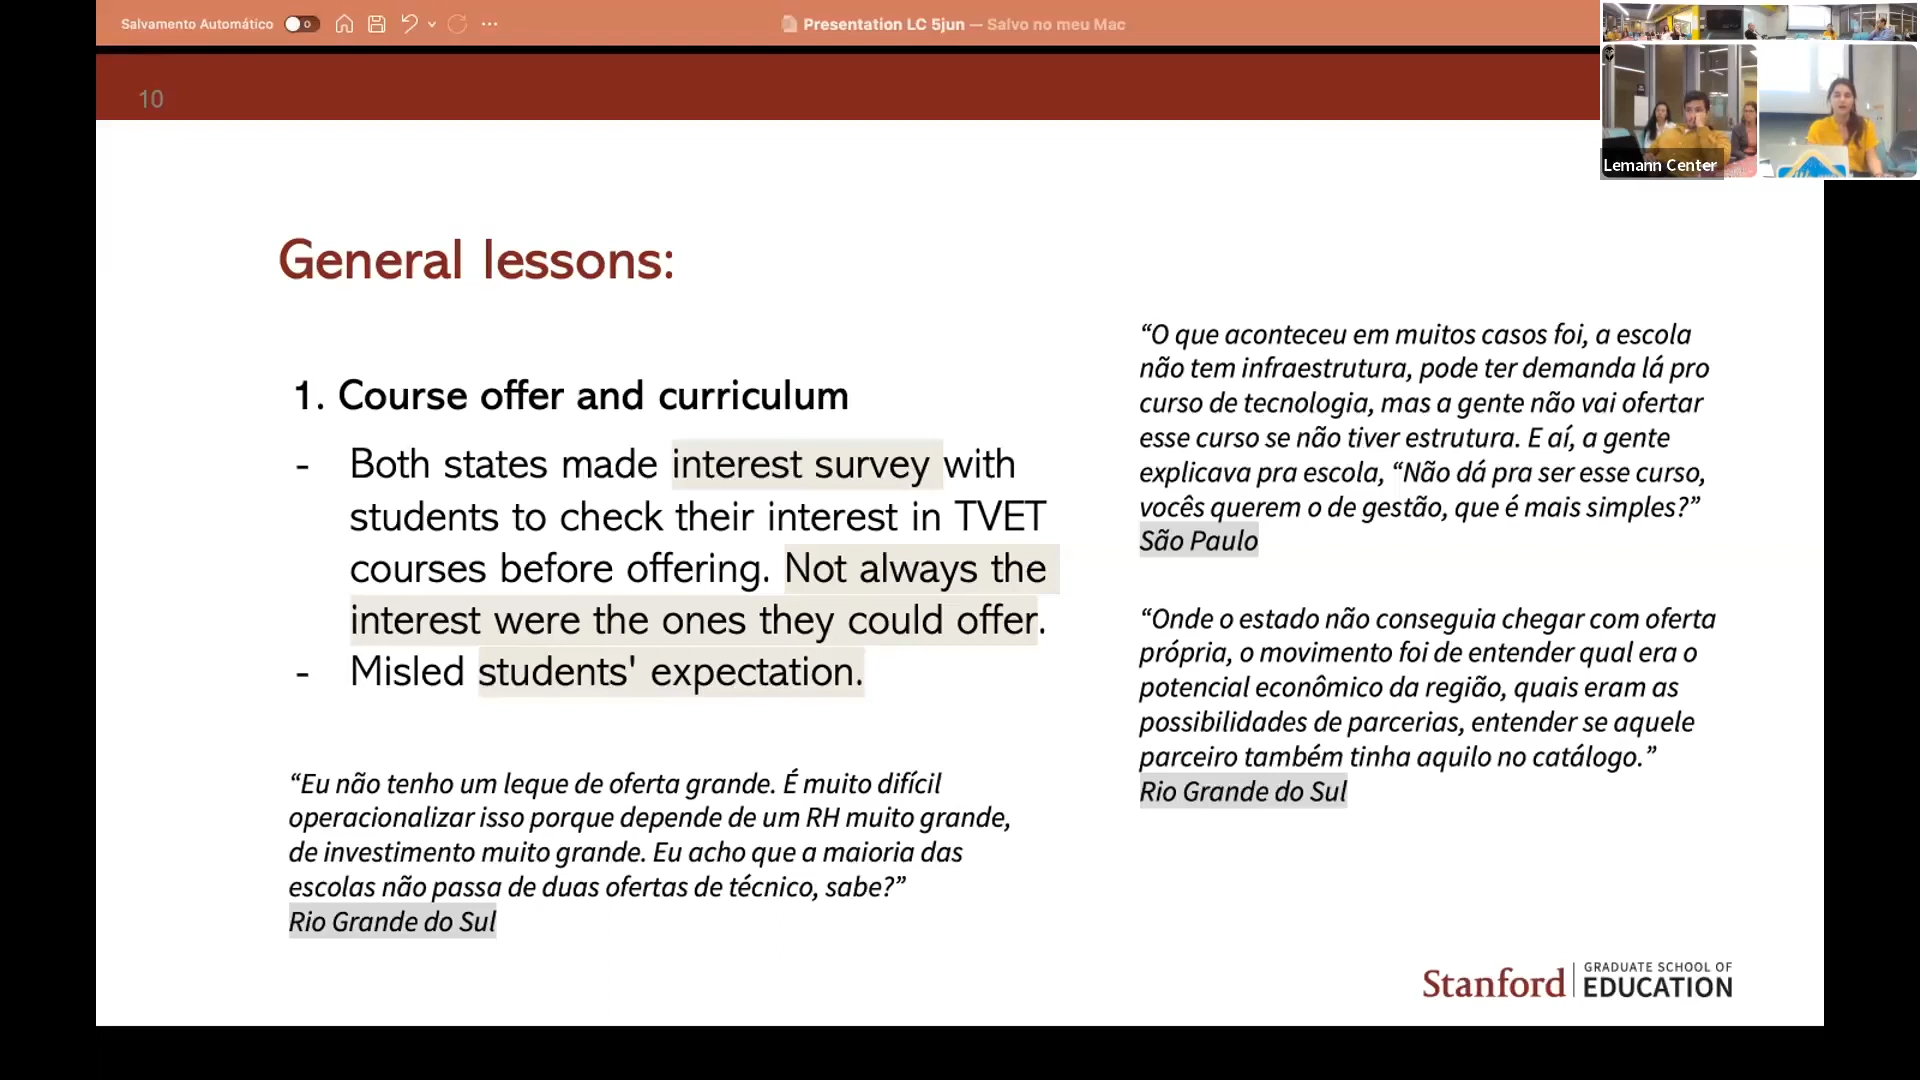 Salvamento Automático
Presentation LC 5jun — Salvo no meu Mac
Lemann Center
10
General lessons:
1. Course offer and curriculum
- Both states made interest survey with
students to check their interest in TVET
courses before offering. Not always the
interest were the ones they could offer.
- Misled students' expectation.
“Eu não tenho um leque de oferta grande. É muito difícil
operacionalizar isso porque depende de um RH muito grande,
de investimento muito grande. Eu acho que a maioria das
escolas não passa de duas ofertas de técnico, sabe?”
Rio Grande do Sul
“O que aconteceu em muitos casos foi, a escola
não tem infraestrutura, pode ter demanda lá pro
curso de tecnologia, mas a gente não vai ofertar
esse curso se não tiver estrutura. E aí, a gente
explicava pra escola, “Não dá pra ser esse curso,
vocês querem o de gestão, que é mais simples?”
São Paulo
“Onde o estado não conseguia chegar com oferta
própria, o movimento foi de entender qual era o
potencial econômico da região, quais eram as
possibilidades de parcerias, entender se aquele
parceiro também tinha aquilo no catálogo.”
Rio Grande do Sul
Stanford
GRADUATE SCHOOL OF
EDUCATION